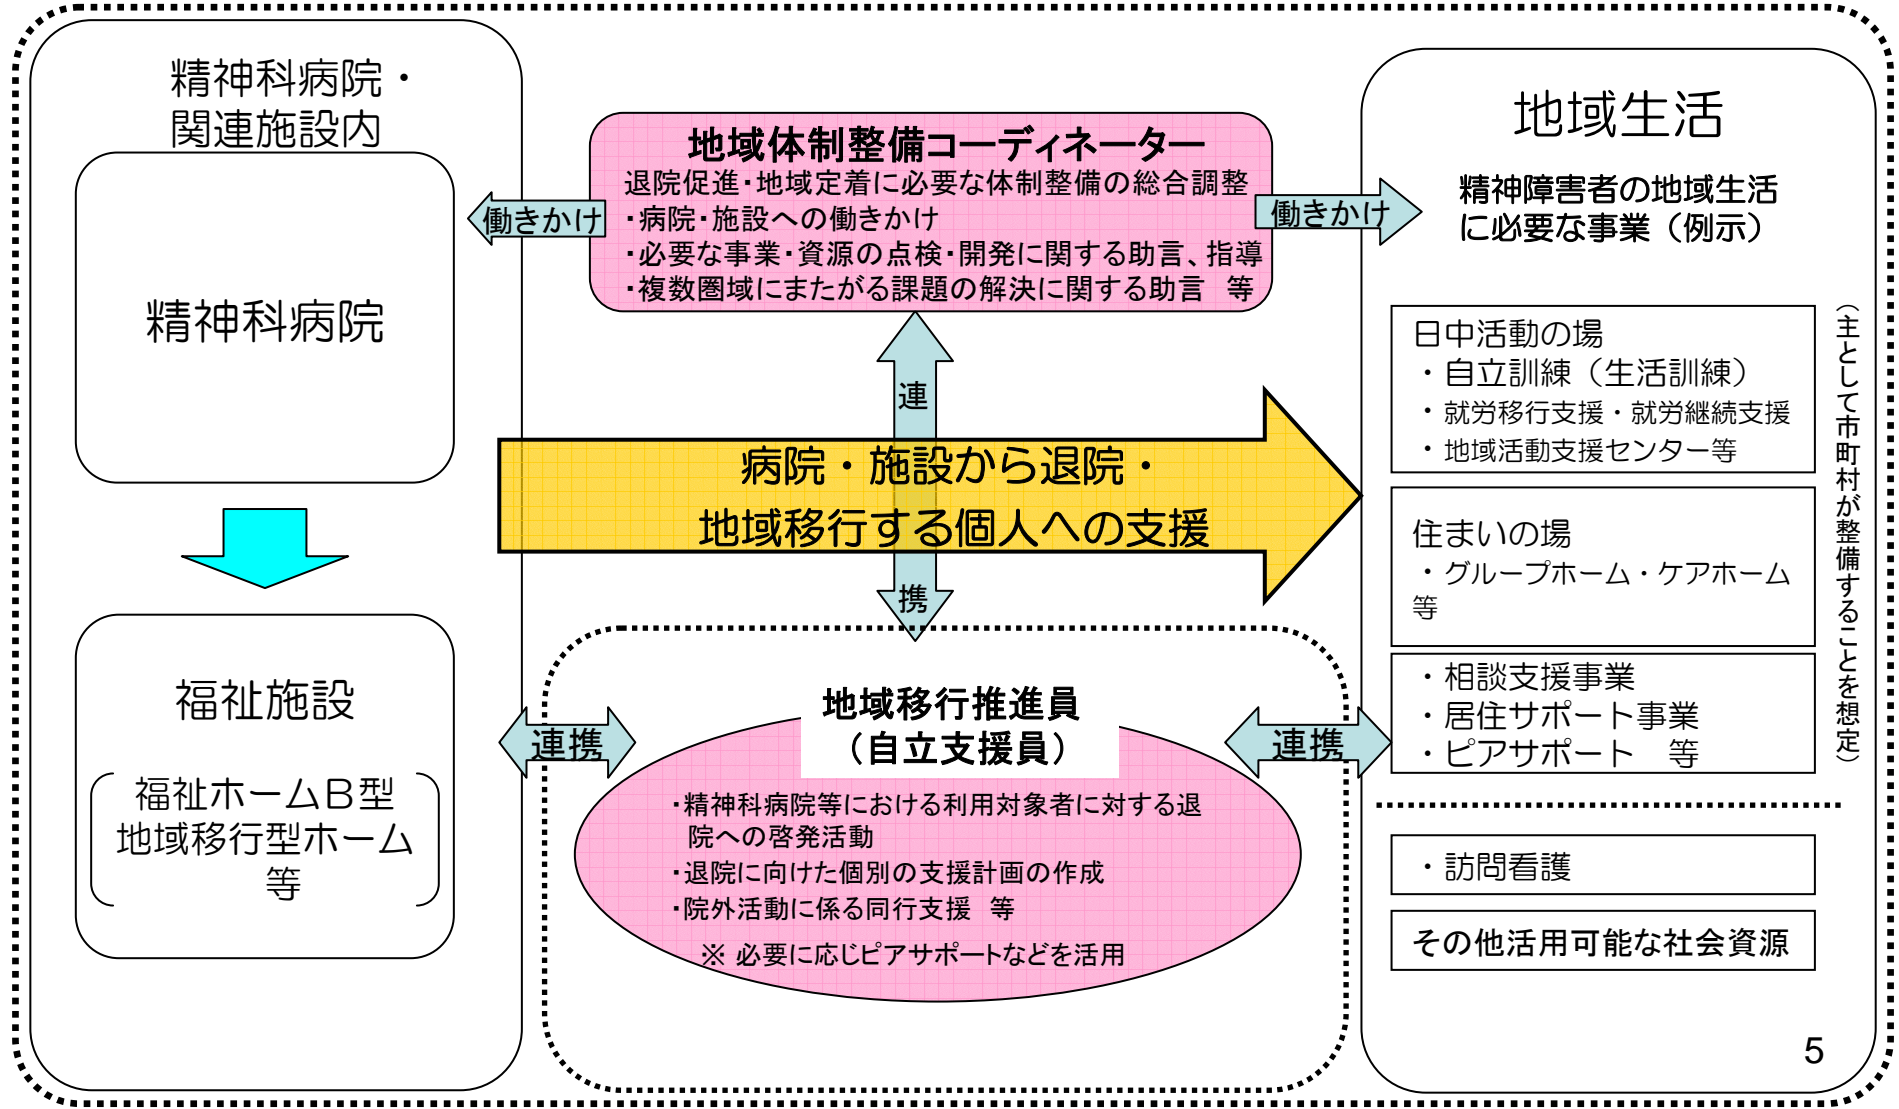 精神科病院・
関連施設内
精神科病院
福祉施設
福祉ホームＢ型
地域移行型ホーム
等
地域体制整備コーディネーター
退院促進・地域定着に必要な体制整備の総合調整
・病院・施設への働きかけ
・必要な事業・資源の点検・開発に関する助言、指導
・複数圏域にまたがる課題の解決に関する助言　等
働きかけ
働きかけ
連
携
病院・施設から退院・
地域移行する個人への支援
地域移行推進員
（自立支援員）
・精神科病院等における利用対象者に対する退
院への啓発活動
・退院に向けた個別の支援計画の作成
・院外活動に係る同行支援　等
※ 必要に応じピアサポートなどを活用
連携
連携
地域生活
精神障害者の地域生活
に必要な事業（例示）
日中活動の場
・自立訓練（生活訓練）
・就労移行支援・就労継続支援
・地域活動支援センター等
住まいの場
・グループホーム・ケアホーム
等
・相談支援事業
・居住サポート事業
・ピアサポート　等
（主として市町村が整備することを想定）
・訪問看護
その他活用可能な社会資源
5